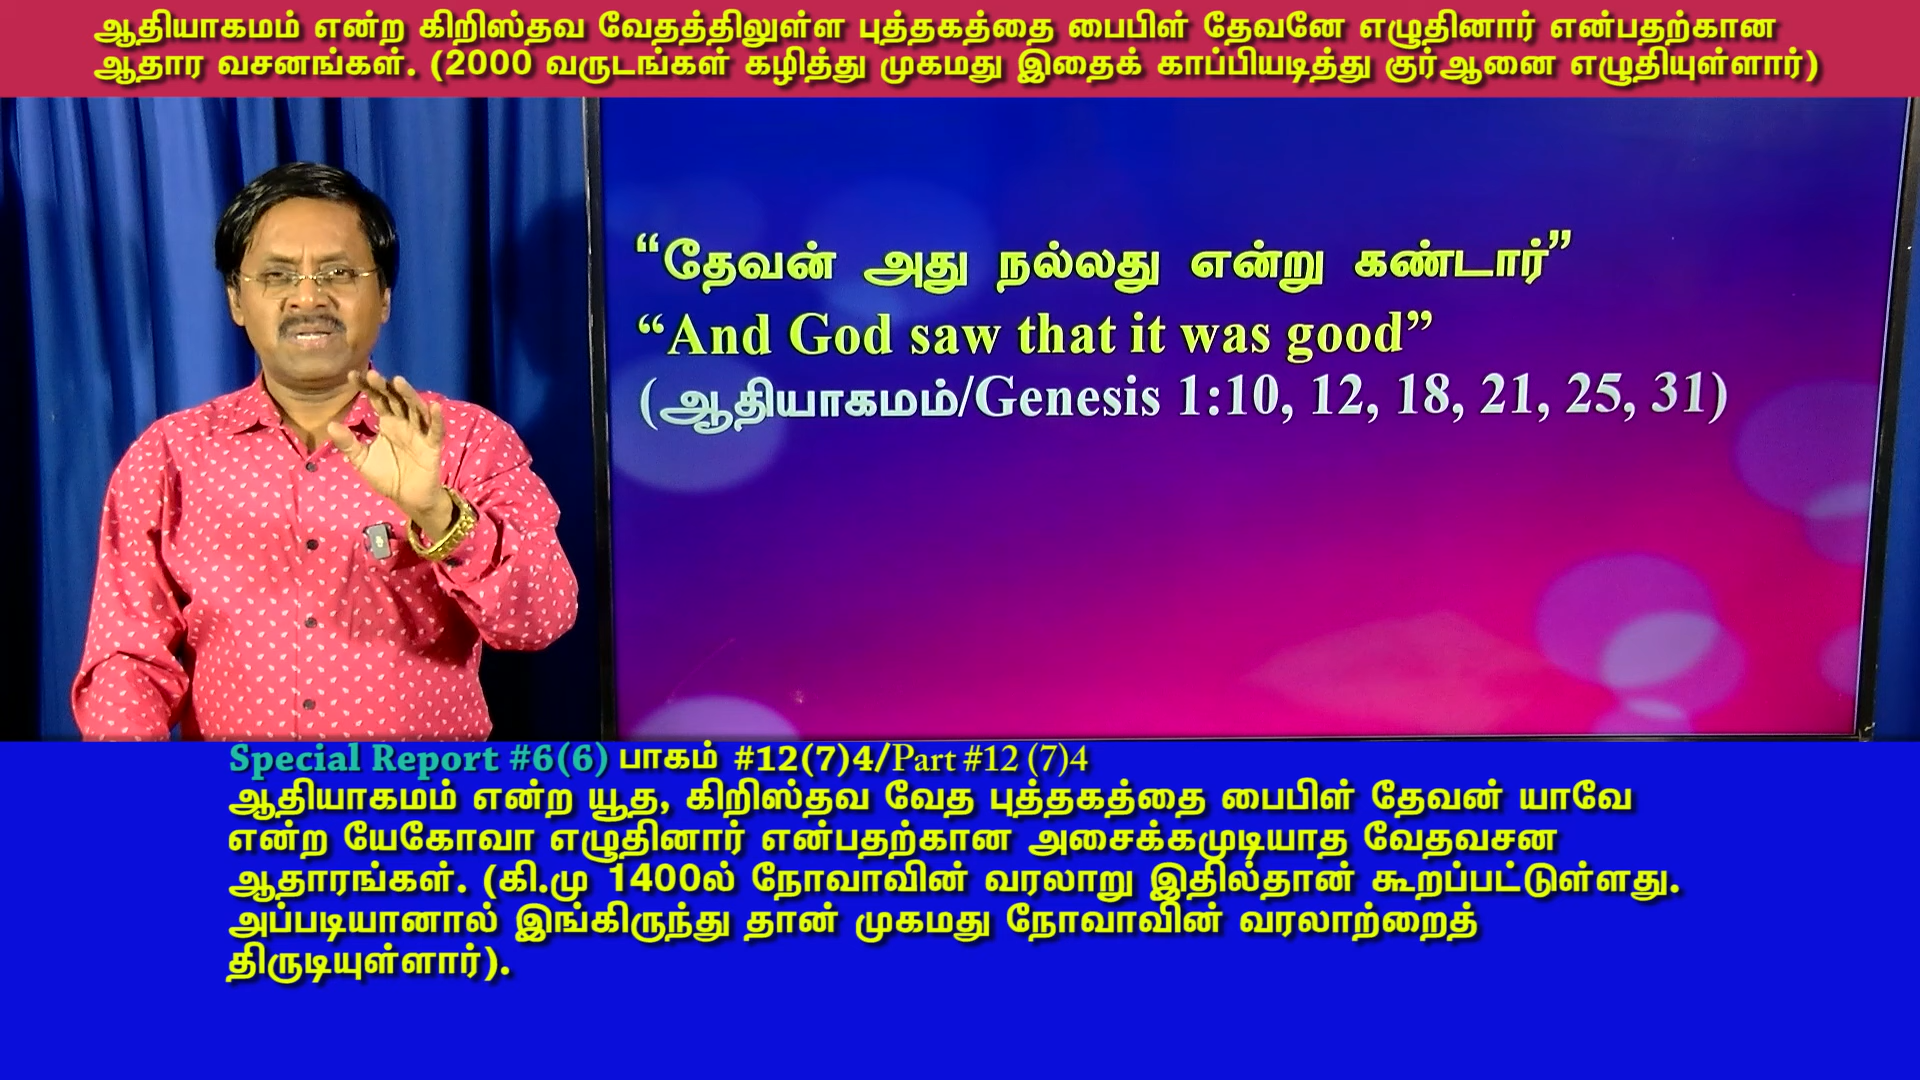 ஆதியாகமம் என்ற கிறிஸ்தவ வேதத்திலுள்ள புத்தகத்தை பைபிள் தேவனே எழுதினார் என்பதற்கான
ஆதார வசனங்கள். (2000 வருடங்கள் கழித்து முகமது இதைக் காப்பியடித்து குர்ஆனை எழுதியுள்ளார்)
“தேவன் அது நல்லது என்று கண்டார்”
“And God saw that it was good”
(ஆதியாகமம்/Genesis 1:10, 12, 18, 21, 25, 31)
Special Report #6(6) பாகம் #12(7)4/Part #12 (7)4
ஆதியாகமம் என்ற யூத, கிறிஸ்தவ வேத புத்தகத்தை பைபிள் தேவன் யாவே
என்ற யேகோவா எழுதினார் என்பதற்கான அசைக்கமுடியாத வேதவசன
ஆதாரங்கள். (கி.மு 1400ல் நோவாவின் வரலாறு இதில்தான் கூறப்பட்டுள்ளது.
அப்படியானால் இங்கிருந்து தான் முகமது நோவாவின் வரலாற்றைத்
திருடியுள்ளார்).